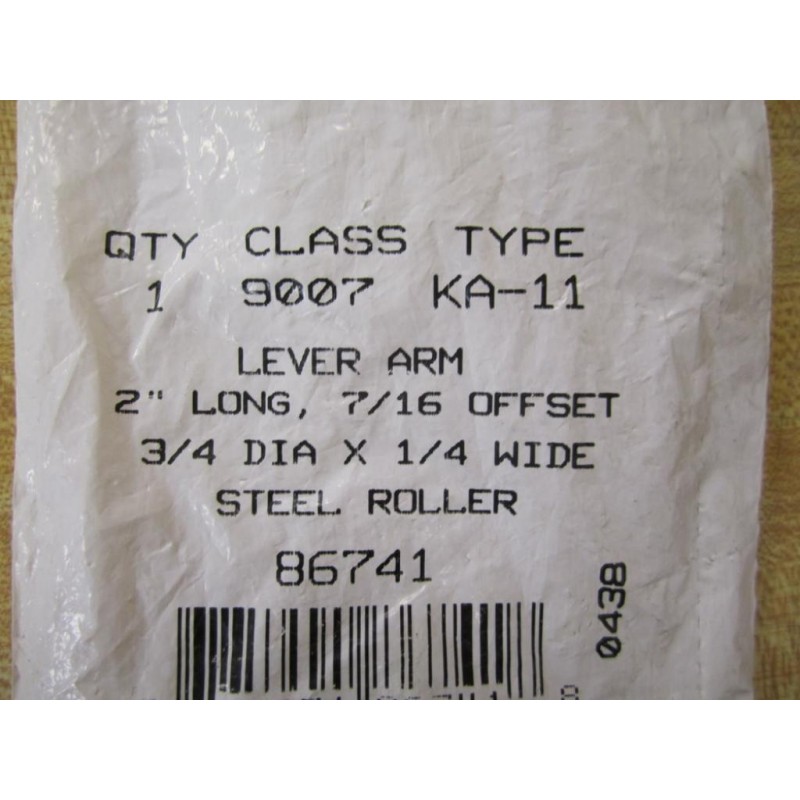 QTY CLASS TYPE
1 9007 KA-11
LEVER ARM
2" LONG, 7/16 OFFSET
3/4 DIA X 1/4 WIDE
STEEL ROLLER
86741
0438
8